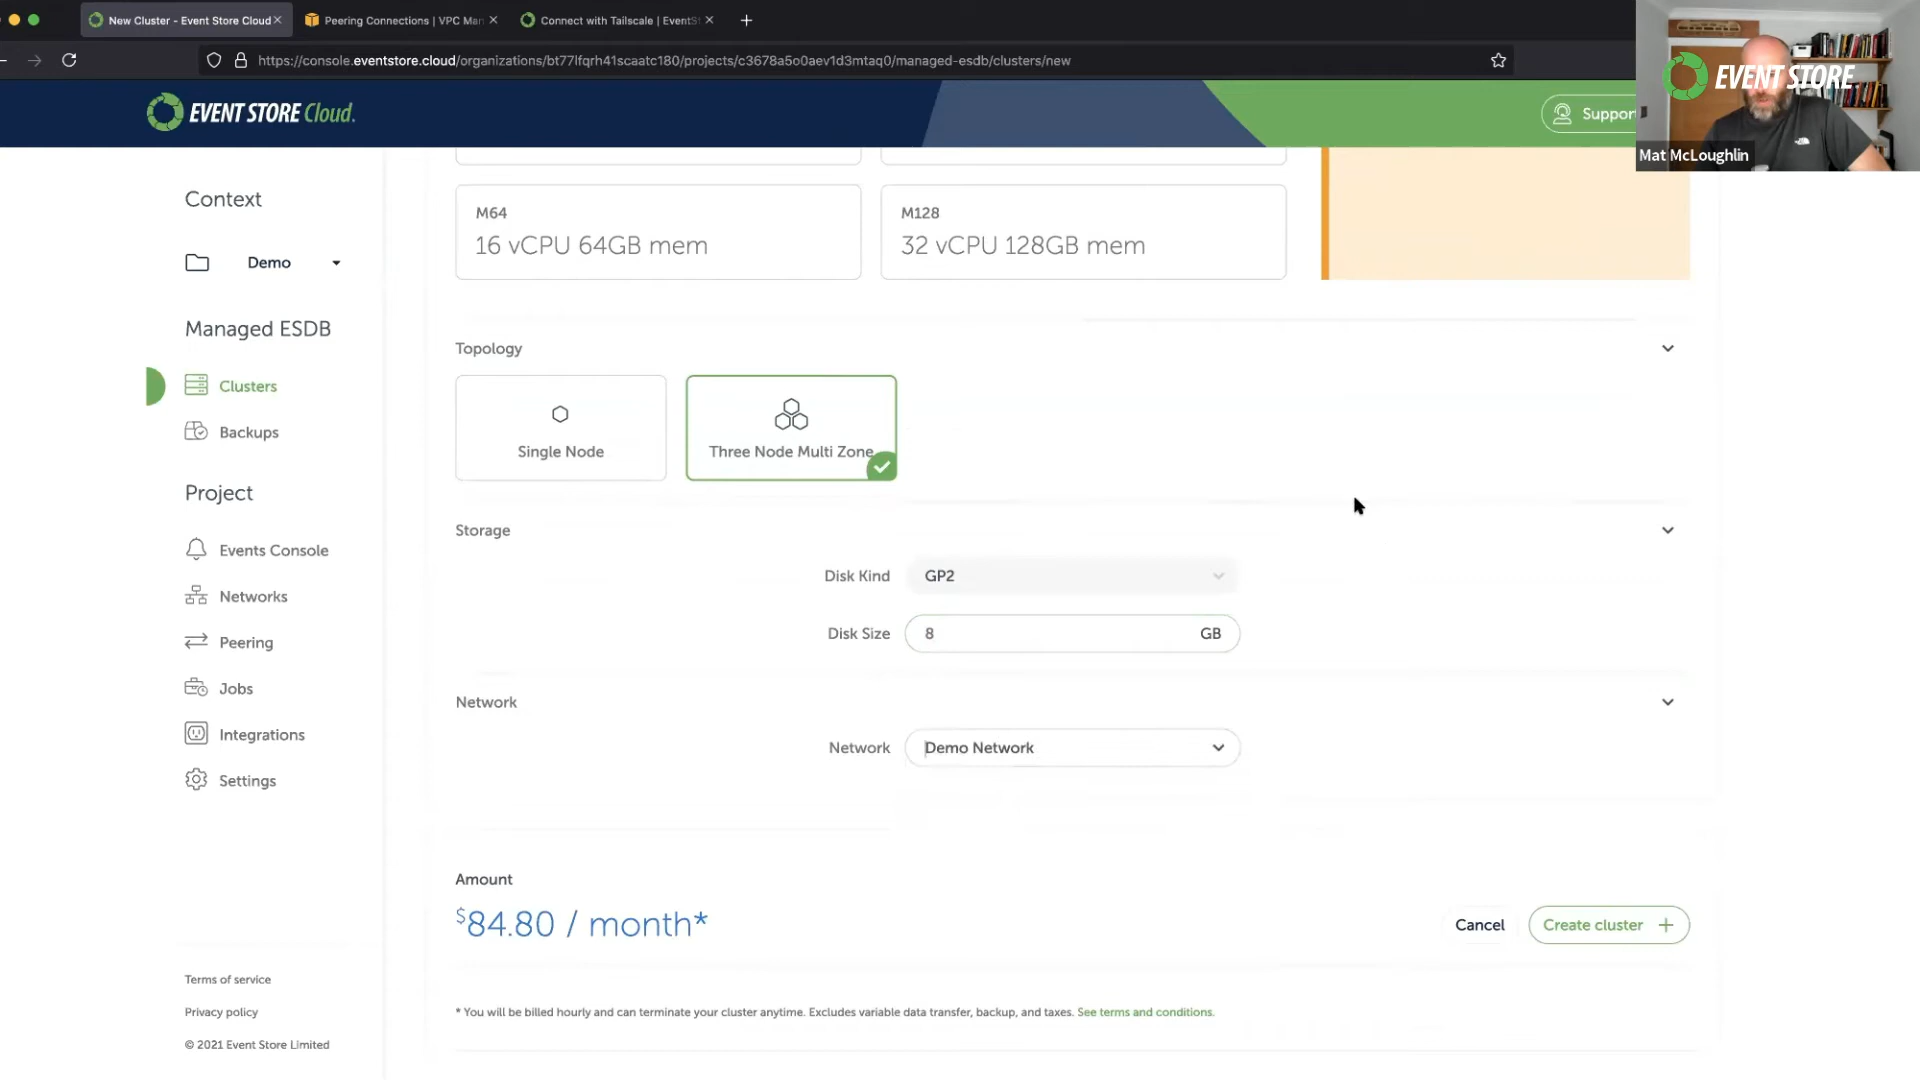 New Cluster - Event Store Cloud
Peering Connections | VPC Man
Connect with Tailscale | EventSt
https://console.eventstore.cloud/organizations/bt77lfqrh41scaatc180/projects/c3678a5o0aev1d3mtaq0/managed-esdb/clusters/new
EVENT STORE Cloud.
Support
EVENT STORE
Mat McLoughlin
Context
Demo
Managed ESDB
Clusters
Backups
Project
Events Console
Networks
Peering
Jobs
Integrations
Settings
Terms of service
Privacy policy
© 2021 Event Store Limited
M64
16 vCPU 64GB mem
M128
32 vCPU 128GB mem
Topology
Single Node
Three Node Multi Zone
Storage
Disk Kind GP2
Disk Size 8 GB
Network
Network Demo Network
Amount
$84.80 / month*
Cancel
Create cluster +
* You will be billed hourly and can terminate your cluster anytime. Excludes variable data transfer, backup, and taxes. See terms and conditions.